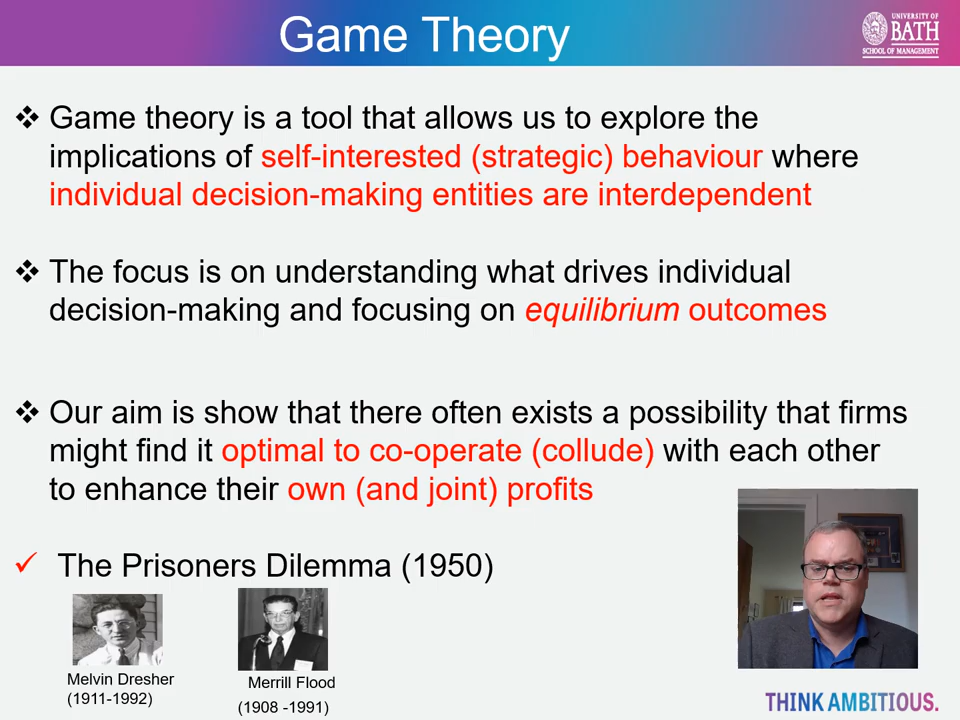 Game Theory
UNIVERSITY OF
BATH
SCHOOL OF MANAGEMENT
❖ Game theory is a tool that allows us to explore the
implications of self-interested (strategic) behaviour where
individual decision-making entities are interdependent
❖ The focus is on understanding what drives individual
decision-making and focusing on equilibrium outcomes
❖ Our aim is show that there often exists a possibility that firms
might find it optimal to co-operate (collude) with each other
to enhance their own (and joint) profits
✓ The Prisoners Dilemma (1950)
Melvin Dresher
(1911-1992)
Merrill Flood
(1908 -1991)
THINK AMBITIOUS.